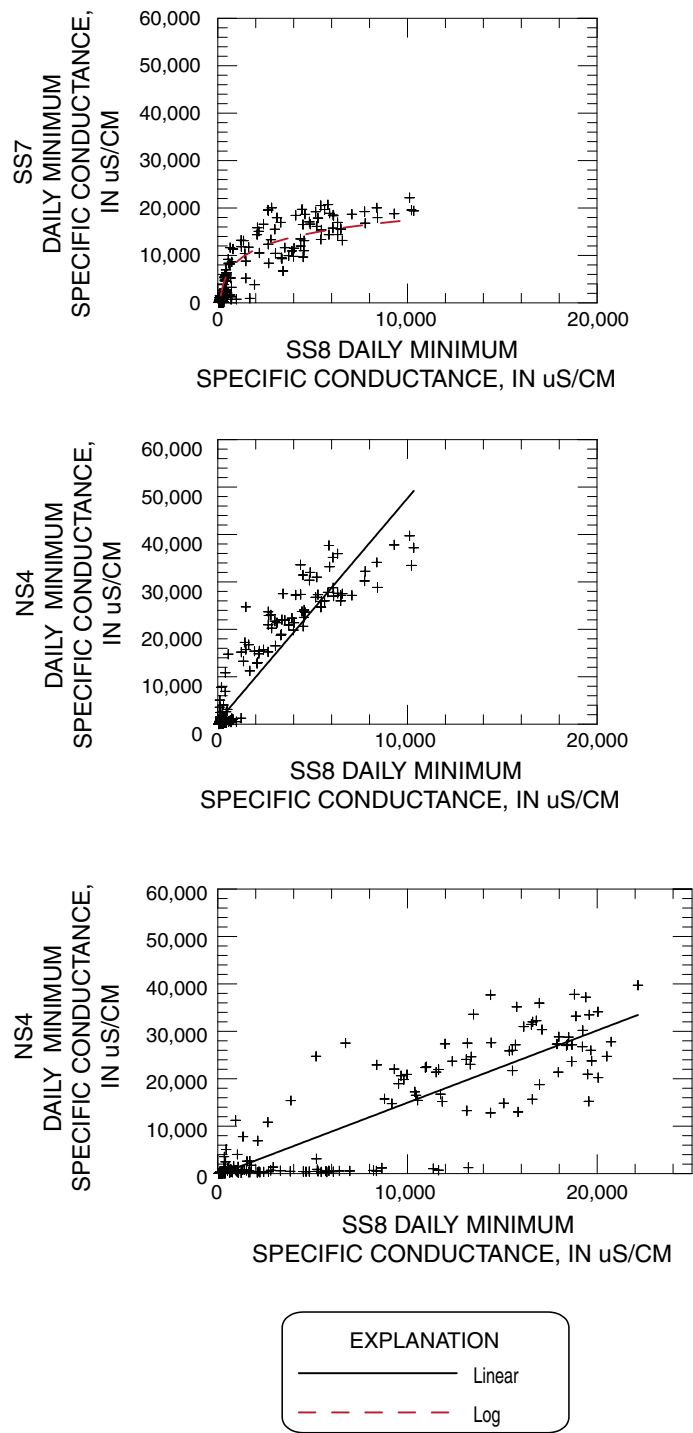 60,000
50,000
40,000
30,000
20,000
10,000
0
SS7
DAILY MINIMUM
SPECIFIC CONDUCTANCE,
IN uS/CM
0
10,000
20,000
SS8 DAILY MINIMUM
SPECIFIC CONDUCTANCE, IN uS/CM
60,000
50,000
40,000
30,000
20,000
10,000
0
NS4
DAILY MINIMUM
SPECIFIC CONDUCTANCE,
IN uS/CM
0
10,000
20,000
SS8 DAILY MINIMUM
SPECIFIC CONDUCTANCE, IN uS/CM
60,000
50,000
40,000
30,000
20,000
10,000
0
NS4
DAILY MINIMUM
SPECIFIC CONDUCTANCE,
IN uS/CM
0
10,000
20,000
SS8 DAILY MINIMUM
SPECIFIC CONDUCTANCE, IN uS/CM
EXPLANATION
Linear
Log